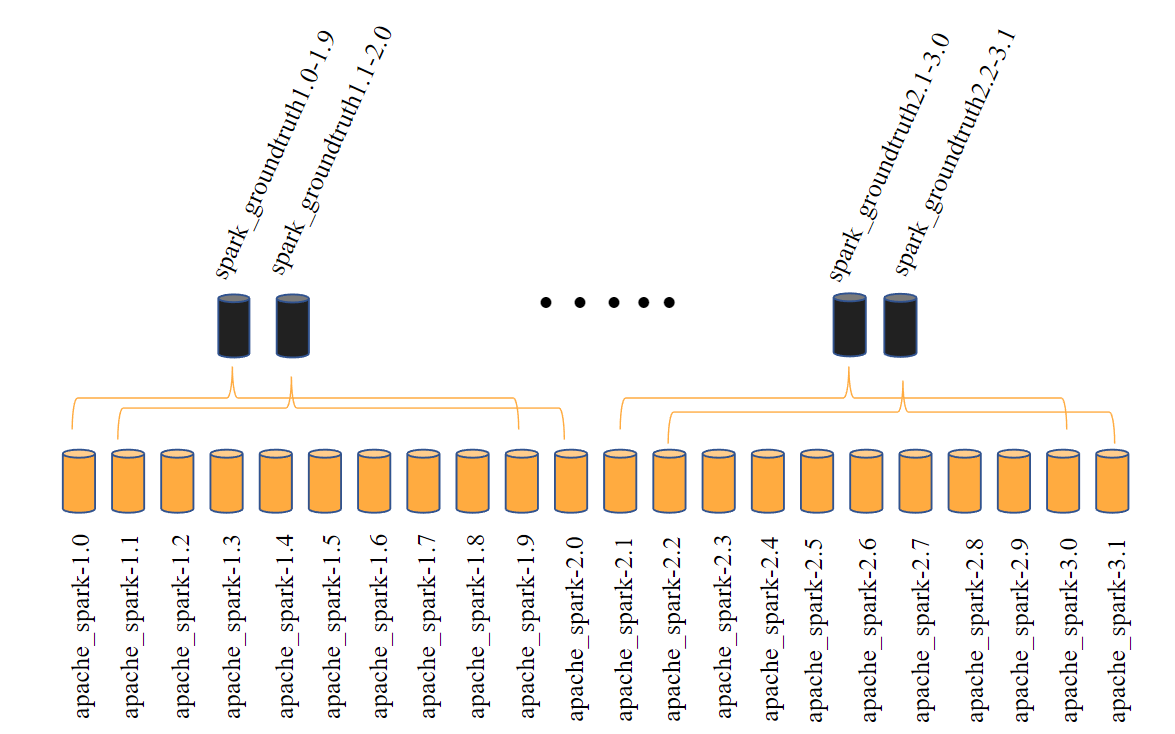 spark_groundtruth1.0-1.9
spark_groundtruth1.1-2.0
spark_groundtruth2.1-3.0
spark_groundtruth2.2-3.1
apache_spark-1.0
apache_spark-1.1
apache_spark-1.2
apache_spark-1.3
apache_spark-1.4
apache_spark-1.5
apache_spark-1.6
apache_spark-1.7
apache_spark-1.8
apache_spark-1.9
apache_spark-2.0
apache_spark-2.1
apache_spark-2.2
apache_spark-2.3
apache_spark-2.4
apache_spark-2.5
apache_spark-2.6
apache_spark-2.7
apache_spark-2.8
apache_spark-2.9
apache_spark-3.0
apache_spark-3.1